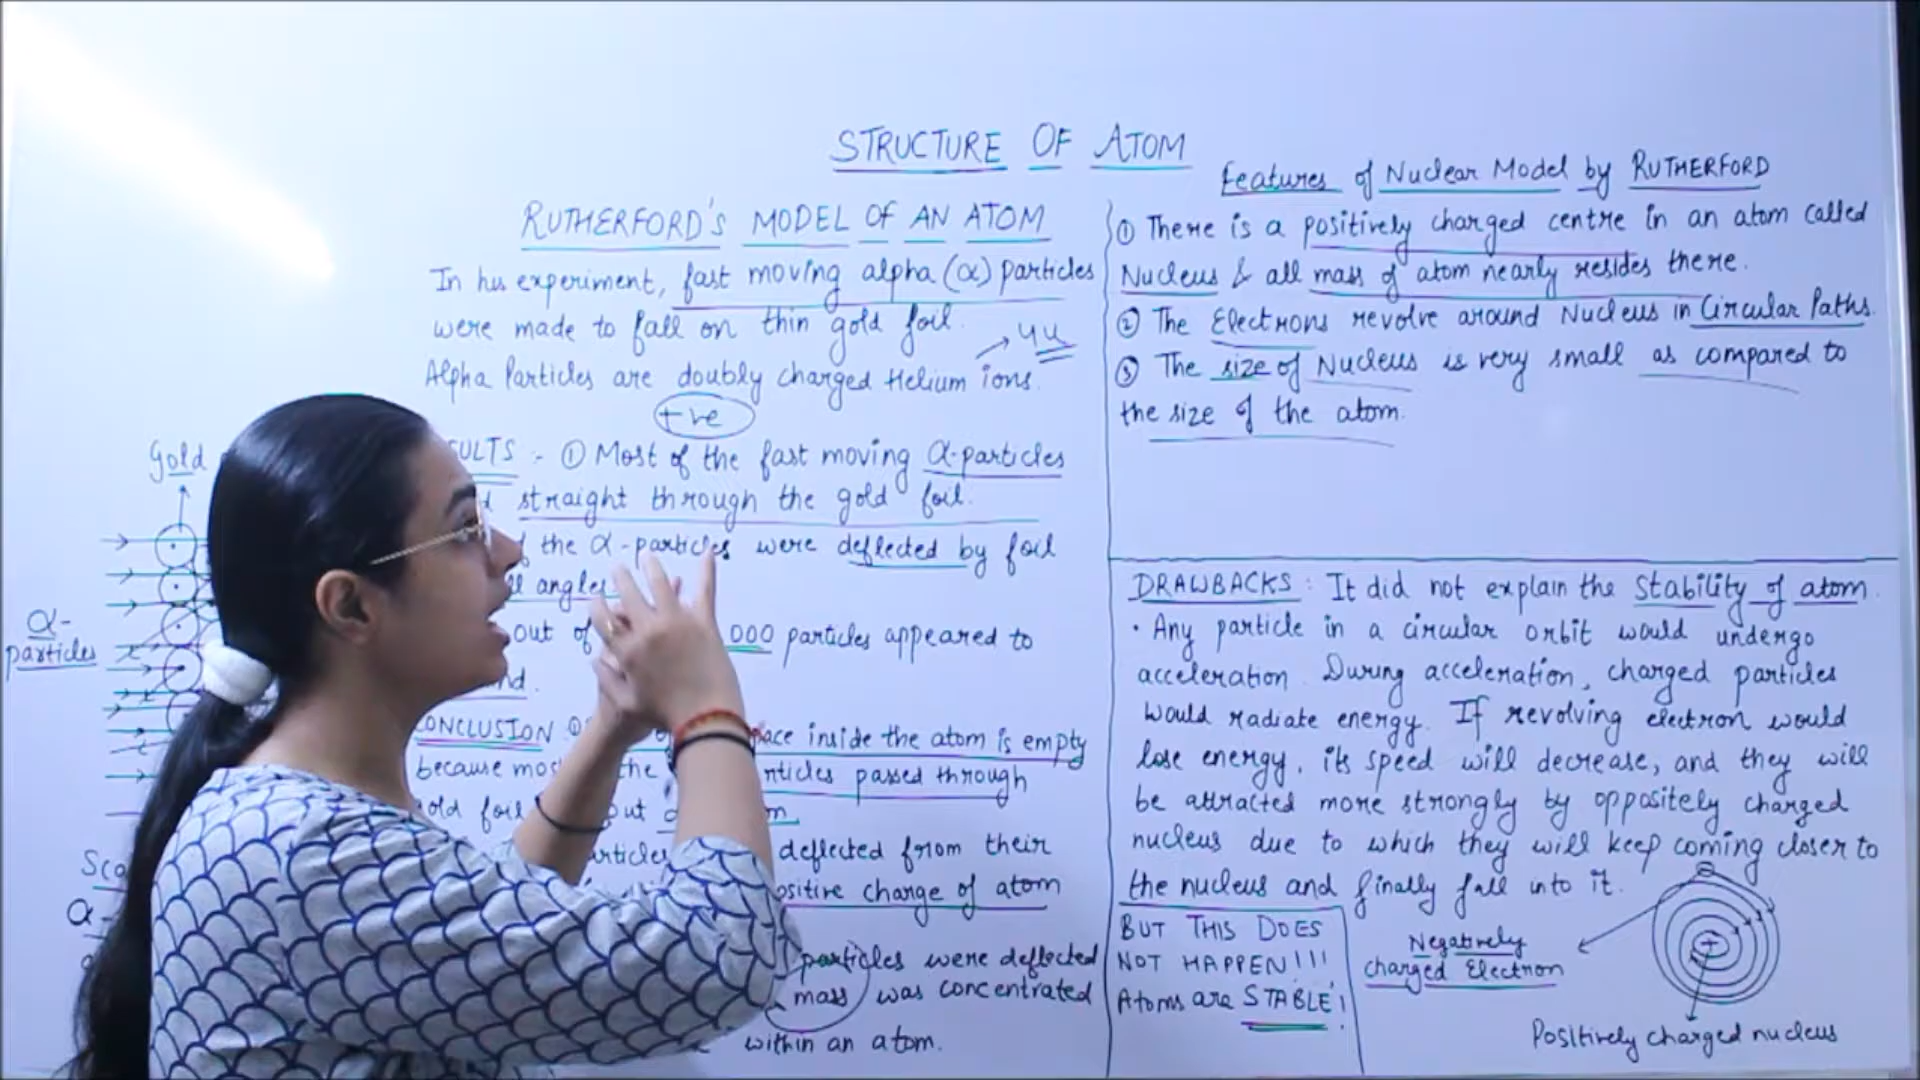 STRUCTURE OF ATOM
RUTHERFORD'S MODEL OF AN ATOM
In his experiment, fast moving alpha (α) particles
were made to fall on thin gold foil.
→ 4u
Alpha Particles are doubly charged Helium ions.
+ve
Gold
α-
particles
ULTS :- ① Most of the fast moving α-particles
straight through the gold foil.
the α-particles were deflected by foil
angles
out of 000 particles appeared to
CONCLUSION inside the atom is empty
because the passed through
out
deflected from their
positive charge of atom
particles were deflected
mass was concentrated
within an atom.
Features of Nuclear Model by RUTHERFORD
① There is a positively charged centre in an atom called
Nucleus & all mass of atom nearly resides there.
② The Electrons revolve around Nucleus in Circular Paths.
③ The size of Nucleus is very small as compared to
the size of the atom.
DRAWBACKS : It did not explain the Stability of atom.
• Any particle in a circular orbit would undergo
acceleration. During acceleration, charged particles
would radiate energy. If revolving electron would
lose energy, its speed will decrease, and they will
be attracted more strongly by oppositely charged
nucleus due to which they will keep coming closer to
the nucleus and finally fall into it.
BUT THIS DOES
NOT HAPPEN!!!
Atoms are STABLE!
Negatively
charged Electron
+
Positively charged nucleus